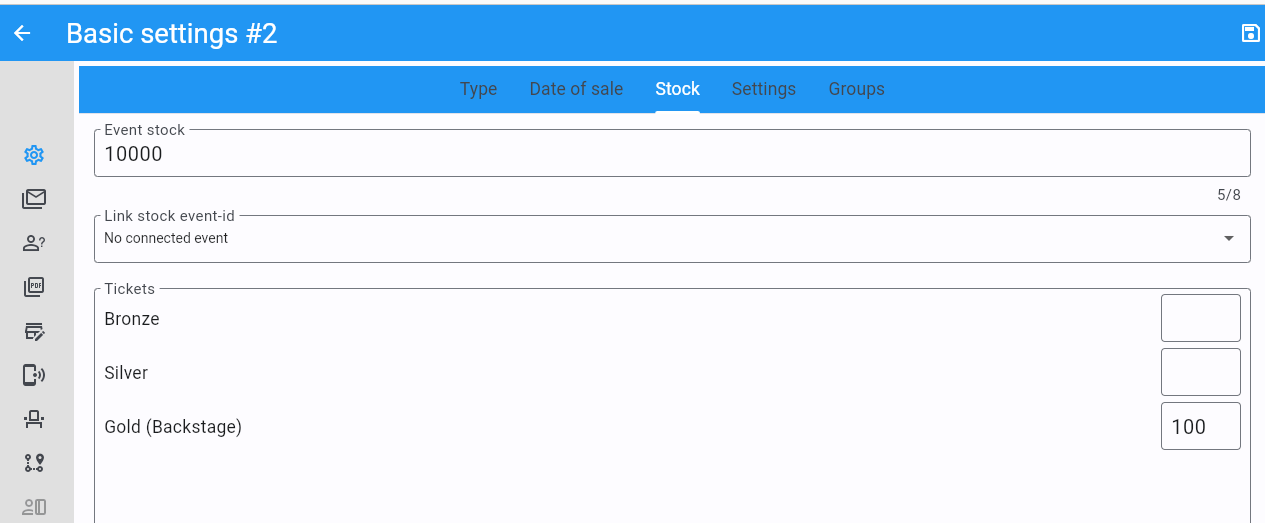 Basic settings #2
Type Date of sale Stock Settings Groups
Event stock
10000
5/8
Link stock event-id
No connected event
Tickets
Bronze
Silver
Gold (Backstage) 100
?
PDF